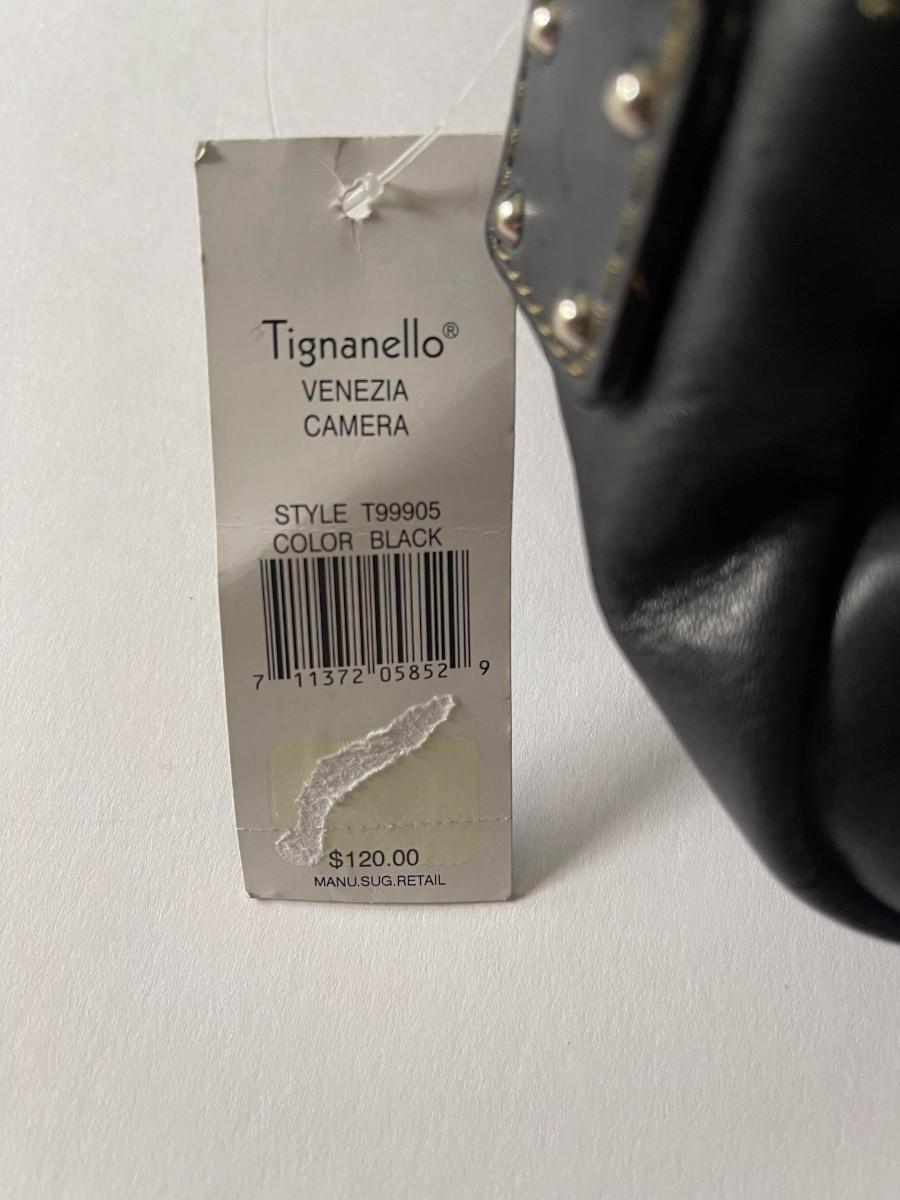 Tignanello®
VENEZIA
CAMERA
STYLE T99905
COLOR BLACK
7 11372 05852 9
$120.00
MANU.SUG.RETAIL